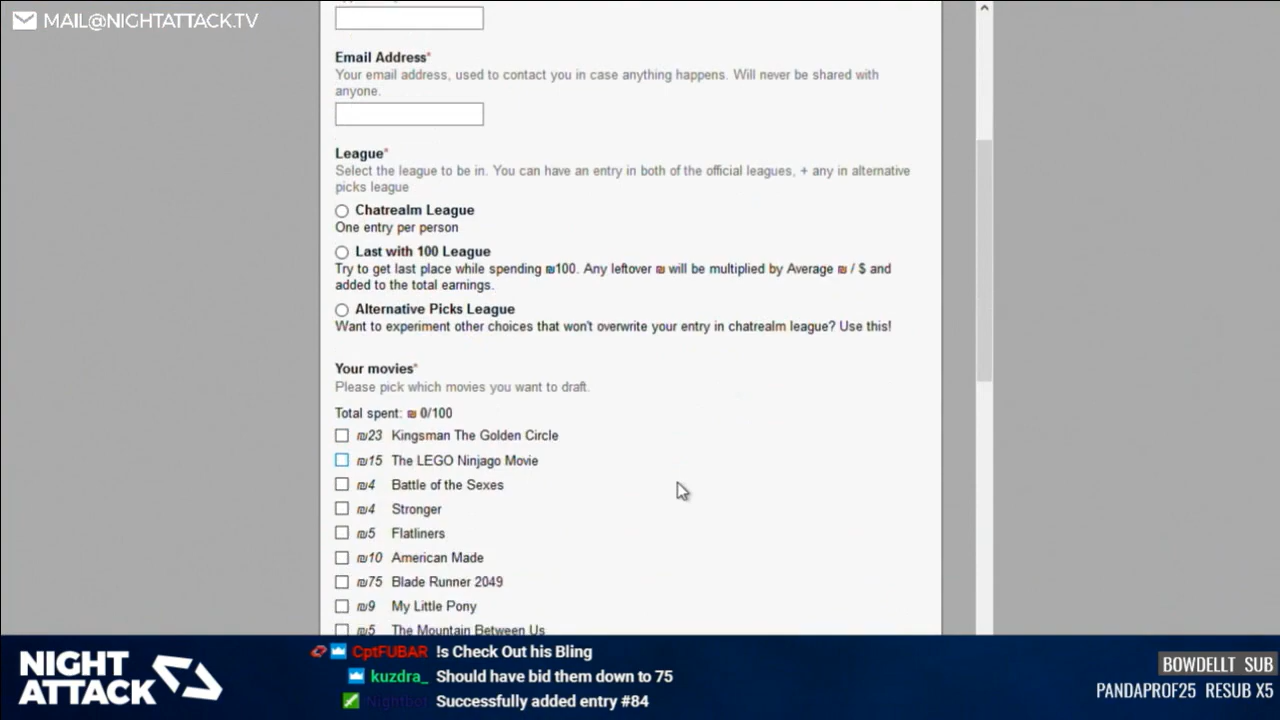 MAIL@NIGHTATTACK.TV
Email Address*
Your email address, used to contact you in case anything happens. Will never be shared with
anyone.
League*
Select the league to be in. You can have an entry in both of the official leagues, + any in alternative
picks league
Chatrealm League
One entry per person
Last with 100 League
Try to get last place while spending ₪100. Any leftover ₪ will be multiplied by Average ₪ / $ and
added to the total earnings.
Alternative Picks League
Want to experiment other choices that won't overwrite your entry in chatrealm league? Use this!
Your movies*
Please pick which movies you want to draft.
Total spent: ₪ 0/100
₪23 Kingsman The Golden Circle
₪15 The LEGO Ninjago Movie
₪4 Battle of the Sexes
₪4 Stronger
₪5 Flatliners
₪10 American Made
₪75 Blade Runner 2049
₪9 My Little Pony
₪5 The Mountain Between Us
NIGHT
ATTACK
CptFUBAR !s Check Out his Bling
kuzdra_ Should have bid them down to 75
Nightbot Successfully added entry #84
BOWDELLT SUB
PANDAPROF25 RESUB X5